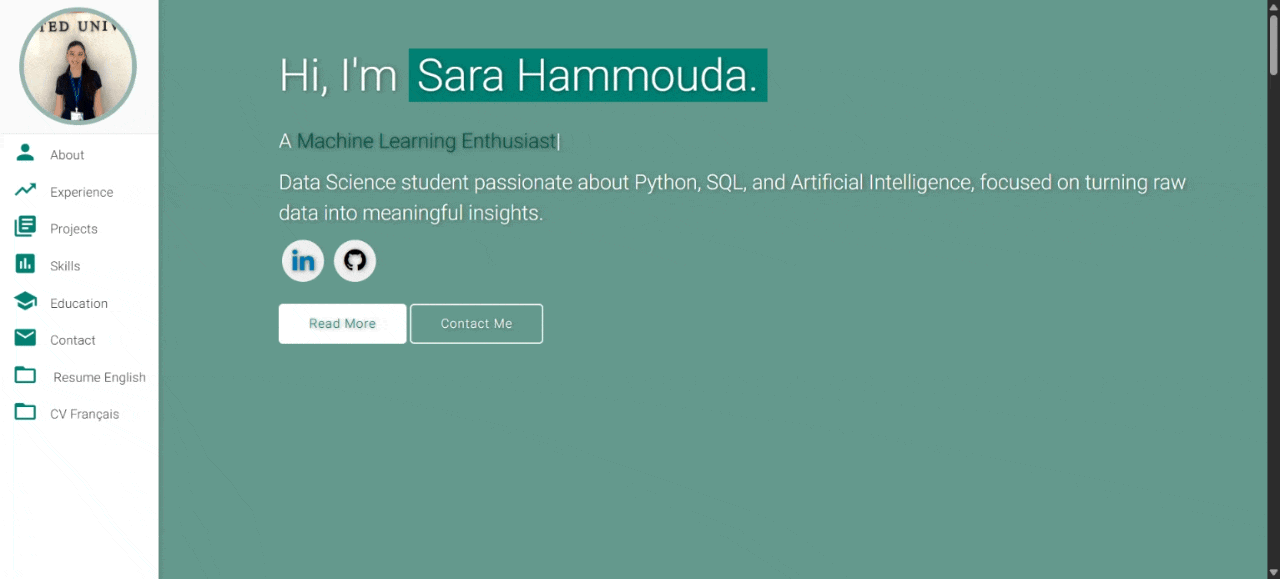 TED UNIV
About
Experience
Projects
Skills
Education
Contact
Resume English
CV Français
Hi, I'm Sara Hammouda.
A Machine Learning Enthusiast|
Data Science student passionate about Python, SQL, and Artificial Intelligence, focused on turning raw
data into meaningful insights.
in
Read More Contact Me